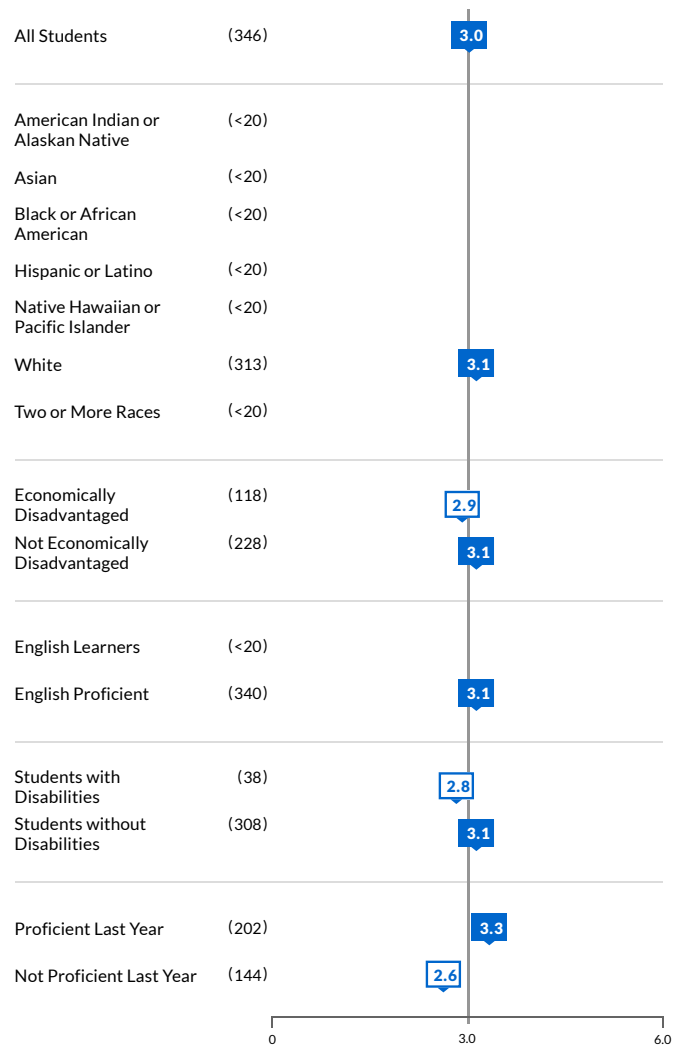 All Students (346) 3.0
American Indian or (<20)
Alaskan Native
Asian (<20)
Black or African (<20)
American
Hispanic or Latino (<20)
Native Hawaiian or (<20)
Pacific Islander
White (313) 3.1
Two or More Races (<20)
Economically (118) 2.9
Disadvantaged
Not Economically (228) 3.1
Disadvantaged
English Learners (<20)
English Proficient (340) 3.1
Students with (38) 2.8
Disabilities
Students without (308) 3.1
Disabilities
Proficient Last Year (202) 3.3
Not Proficient Last Year (144) 2.6
0 3.0 6.0